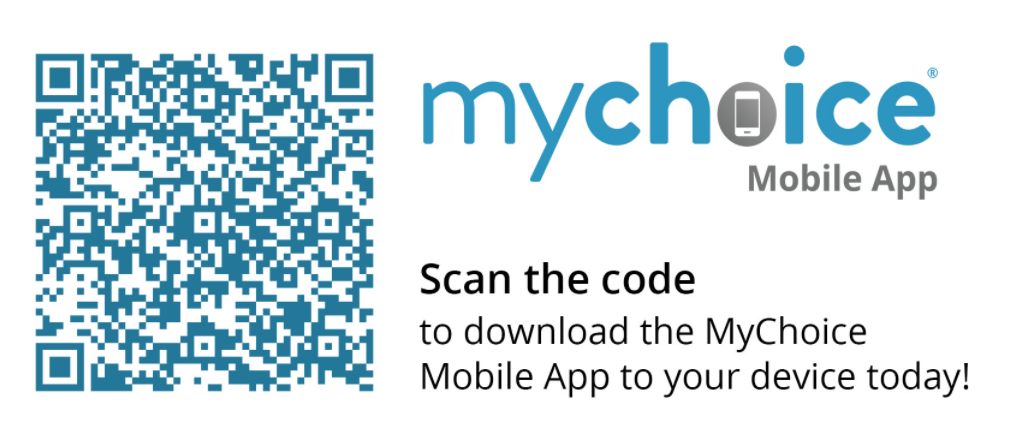 mychoice®
Mobile App
Scan the code
to download the MyChoice
Mobile App to your device today!